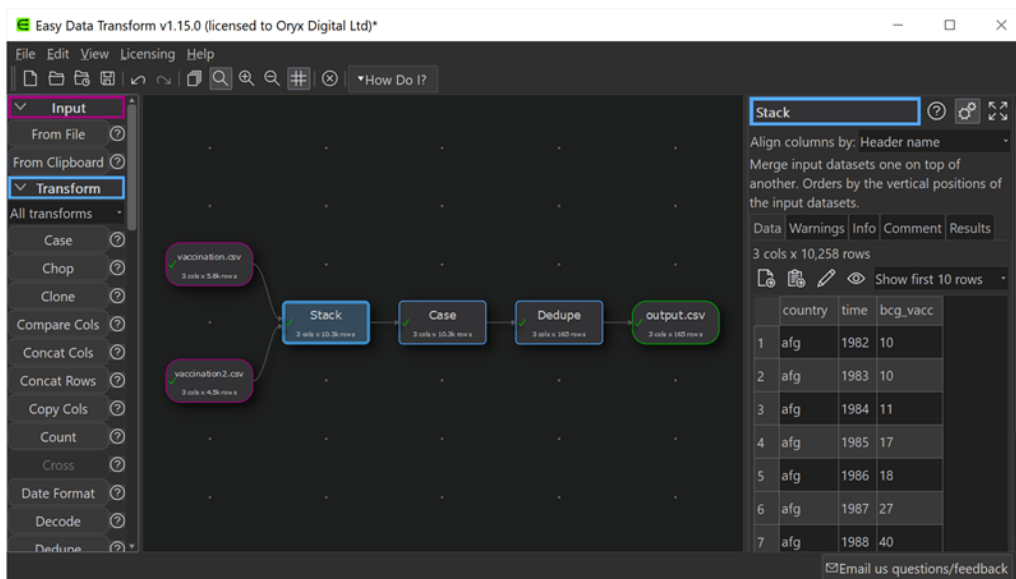 Easy Data Transform v1.15.0 (licensed to Oryx Digital Ltd)*
File Edit View Licensing Help
How Do I?
Input
From File
From Clipboard
Transform
All transforms
Case
Chop
Clone
Compare Cols
Concat Cols
Concat Rows
Copy Cols
Count
Cross
Date Format
Decode
Dedupe
vaccination.csv
3 cols x 5.8k rows
vaccination2.csv
3 cols x 4.5k rows
Stack
3 cols x 10.3k rows
Case
3 cols x 10.3k rows
Dedupe
3 cols x 165 rows
output.csv
3 cols x 165 rows
Stack
Align columns by: Header name
Merge input datasets one on top of
another. Orders by the vertical positions of
the input datasets.
Data Warnings Info Comment Results
3 cols x 10,258 rows
Show first 10 rows
country time bcg_vacc
1 afg 1982 10
2 afg 1983 10
3 afg 1984 11
4 afg 1985 17
5 afg 1986 18
6 afg 1987 27
7 afg 1988 40
Email us questions/feedback